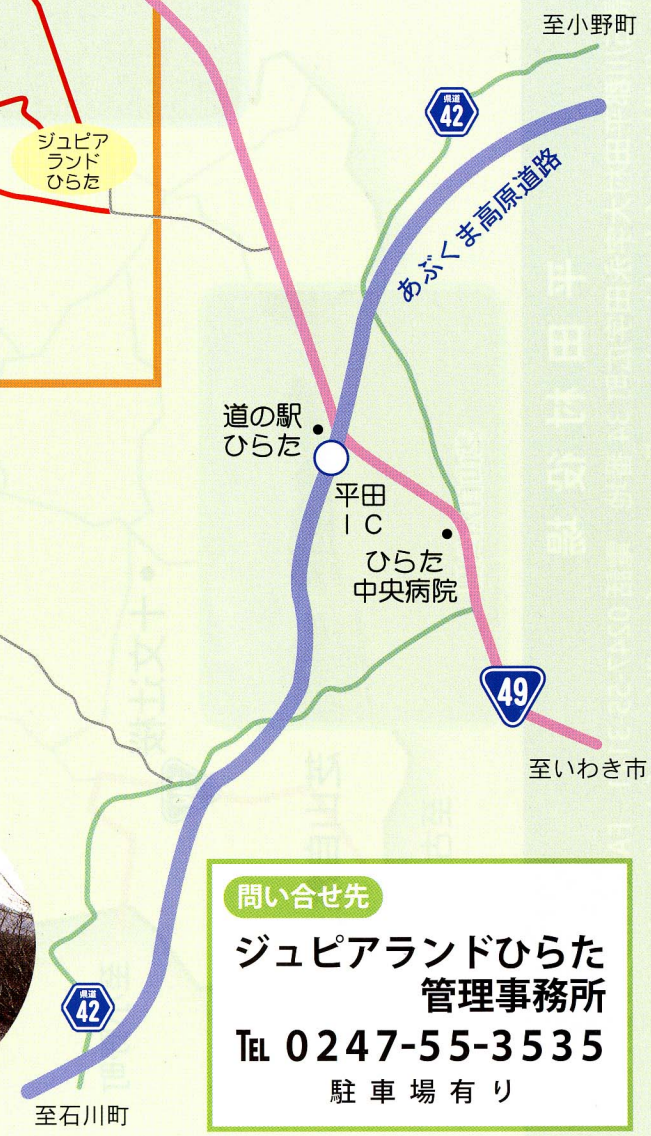 至小野町
県道
42
ジュピア
ランド
ひらた
あぶくま高原道路
道の駅
ひらた
平田
IC
ひらた
中央病院
49
至いわき市
問い合せ先
ジュピアランドひらた
管理事務所
TEL 0247-55-3535
駐車場有り
県道
42
至石川町